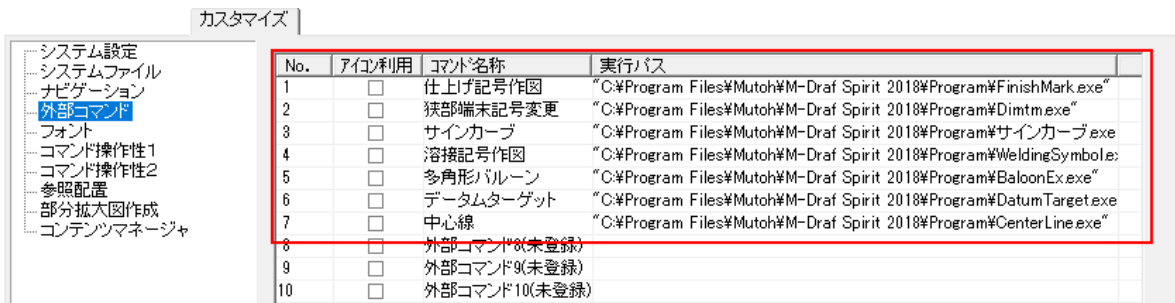 カスタマイズ
システム設定
システムファイル
ナビゲーション
外部コマンド
フォント
コマンド操作性1
コマンド操作性2
参照配置
部分拡大図作成
コンテンツマネージャ
No. アイコン利用 コマンド名称 実行パス
1 仕上げ記号作図 "C:¥Program Files¥Mutoh¥M-Draf Spirit 2018¥Program¥FinishMark.exe"
2 狭部端末記号変更 "C:¥Program Files¥Mutoh¥M-Draf Spirit 2018¥Program¥Dimtm.exe"
3 サインカーブ "C:¥Program Files¥Mutoh¥M-Draf Spirit 2018¥Program¥サインカーブ.exe
4 溶接記号作図 "C:¥Program Files¥Mutoh¥M-Draf Spirit 2018¥Program¥WeldingSymbol.e
5 多角形バルーン "C:¥Program Files¥Mutoh¥M-Draf Spirit 2018¥Program¥BaloonEx.exe"
6 データムターゲット "C:¥Program Files¥Mutoh¥M-Draf Spirit 2018¥Program¥DatumTarget.exe
7 中心線 "C:¥Program Files¥Mutoh¥M-Draf Spirit 2018¥Program¥CenterLine.exe"
8 外部コマンド8(未登録)
9 外部コマンド9(未登録)
10 外部コマンド10(未登録)